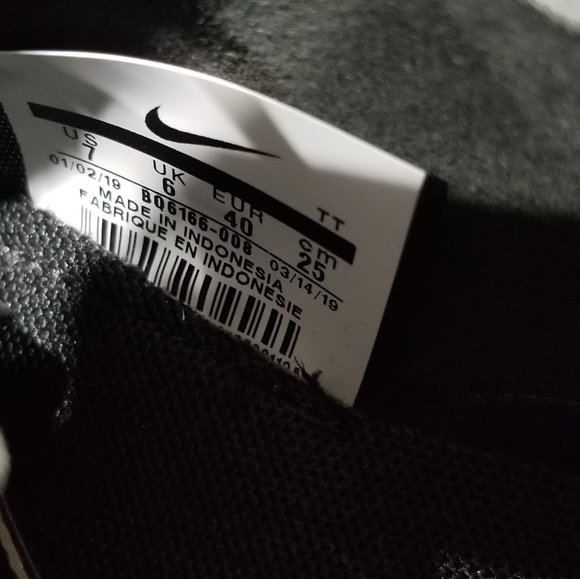 TT
US UK EUR cm
7 6 40 25
01/02/19 BQ6166-008 03/14/19
MADE IN INDONESIA
FABRIQUE EN INDONESIE